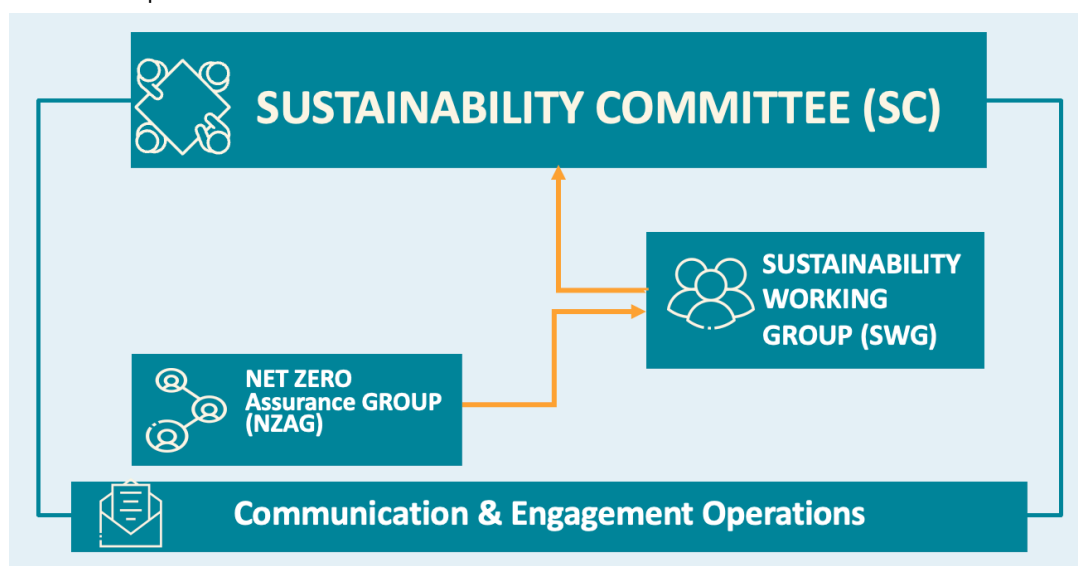 SUSTAINABILITY COMMITTEE (SC)
SUSTAINABILITY
WORKING
GROUP (SWG)
NET ZERO
Assurance GROUP
(NZAG)
Communication & Engagement Operations